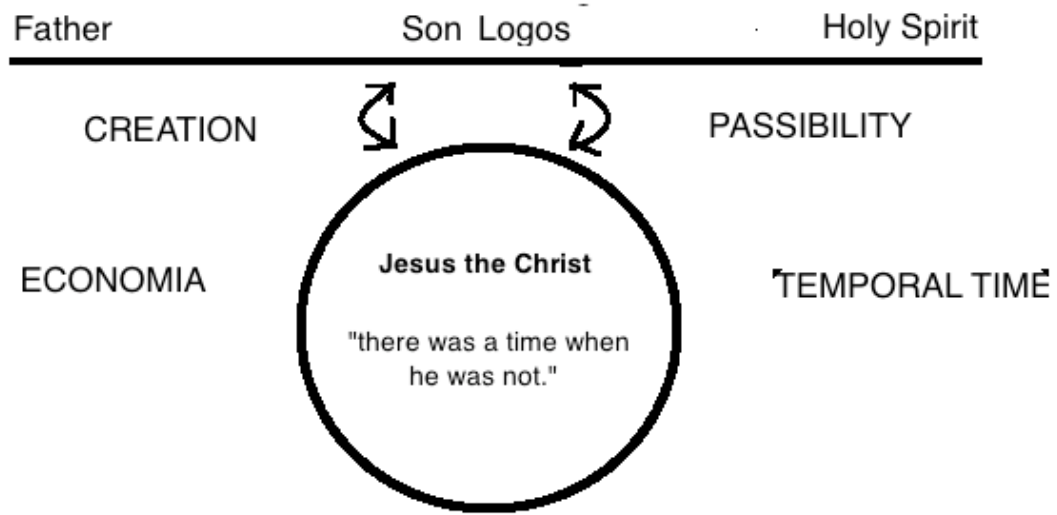 Father Son Logos Holy Spirit
CREATION PASSIBILITY
Jesus the Christ
ECONOMIA TEMPORAL TIME
"there was a time when
he was not."